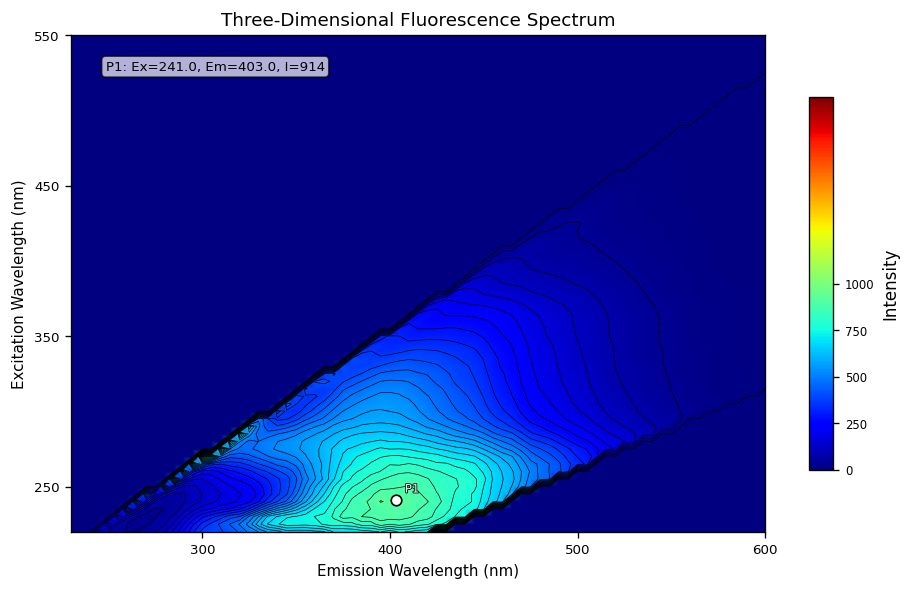 Three-Dimensional Fluorescence Spectrum
P1: Ex=241.0, Em=403.0, I=914
P1
550
450
350
250
300
400
500
600
Emission Wavelength (nm)
Excitation Wavelength (nm)
1000
750
500
250
0
Intensity